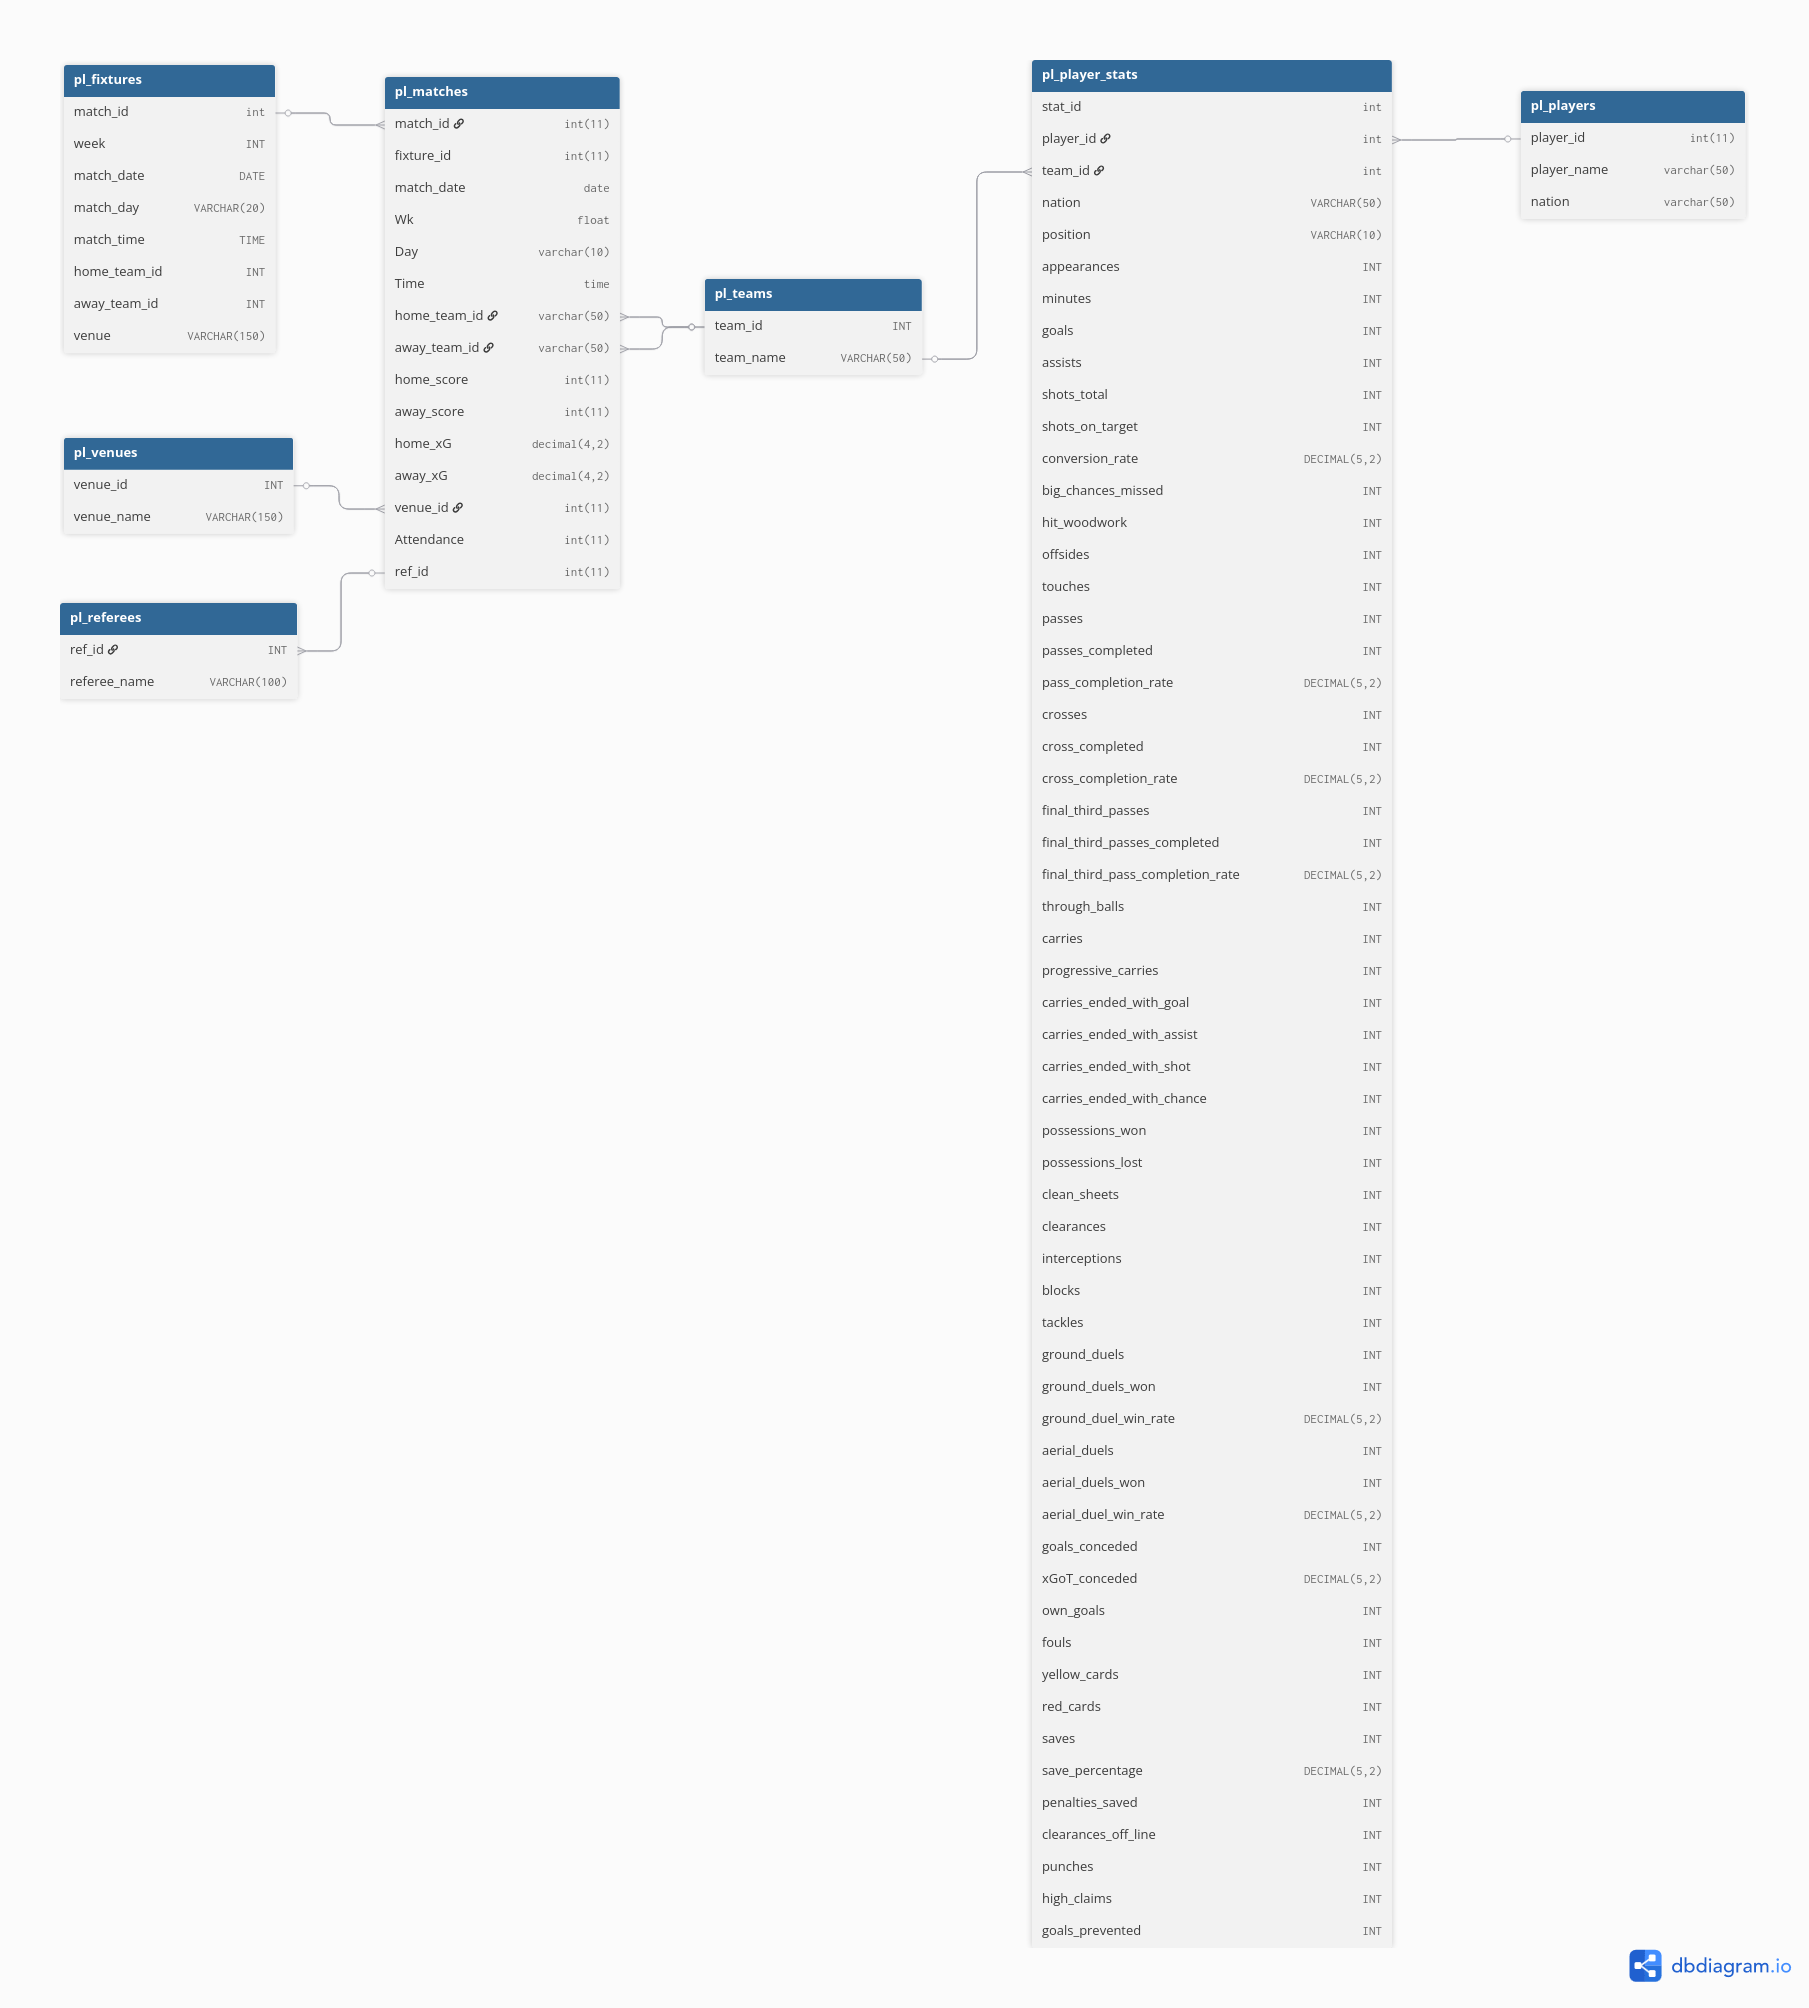 pl_fixtures
match_id int
week INT
match_date DATE
match_day VARCHAR(20)
match_time TIME
home_team_id INT
away_team_id INT
venue VARCHAR(150)
pl_venues
venue_id INT
venue_name VARCHAR(150)
pl_referees
ref_id INT
referee_name VARCHAR(100)
pl_matches
match_id int(11)
fixture_id int(11)
match_date date
Wk float
Day varchar(10)
Time time
home_team_id varchar(50)
away_team_id varchar(50)
home_score int(11)
away_score int(11)
home_xG decimal(4,2)
away_xG decimal(4,2)
venue_id int(11)
Attendance int(11)
ref_id int(11)
pl_teams
team_id INT
team_name VARCHAR(50)
pl_player_stats
stat_id int
player_id int
team_id int
nation VARCHAR(50)
position VARCHAR(10)
appearances INT
minutes INT
goals INT
assists INT
shots_total INT
shots_on_target INT
conversion_rate DECIMAL(5,2)
big_chances_missed INT
hit_woodwork INT
offsides INT
touches INT
passes INT
passes_completed INT
pass_completion_rate DECIMAL(5,2)
crosses INT
cross_completed INT
cross_completion_rate DECIMAL(5,2)
final_third_passes INT
final_third_passes_completed INT
final_third_pass_completion_rate DECIMAL(5,2)
through_balls INT
carries INT
progressive_carries INT
carries_ended_with_goal INT
carries_ended_with_assist INT
carries_ended_with_shot INT
carries_ended_with_chance INT
possessions_won INT
possessions_lost INT
clean_sheets INT
clearances INT
interceptions INT
blocks INT
tackles INT
ground_duels INT
ground_duels_won INT
ground_duel_win_rate DECIMAL(5,2)
aerial_duels INT
aerial_duels_won INT
aerial_duel_win_rate DECIMAL(5,2)
goals_conceded INT
xGoT_conceded DECIMAL(5,2)
own_goals INT
fouls INT
yellow_cards INT
red_cards INT
saves INT
save_percentage DECIMAL(5,2)
penalties_saved INT
clearances_off_line INT
punches INT
high_claims INT
goals_prevented INT
pl_players
player_id int(11)
player_name varchar(50)
nation varchar(50)
dbdiagram.io